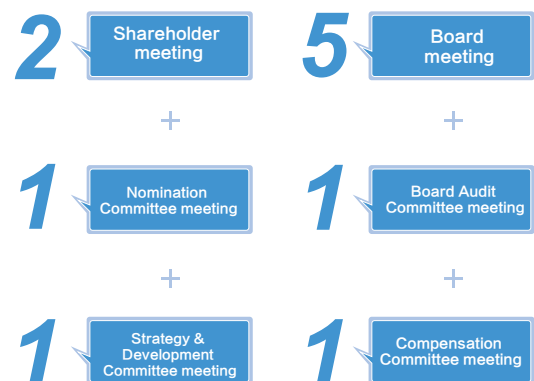 2
Shareholder
meeting
5
Board
meeting
+
+
1
Nomination
Committee meeting
1
Board Audit
Committee meeting
+
+
1
Strategy &
Development
Committee meeting
1
Compensation
Committee meeting